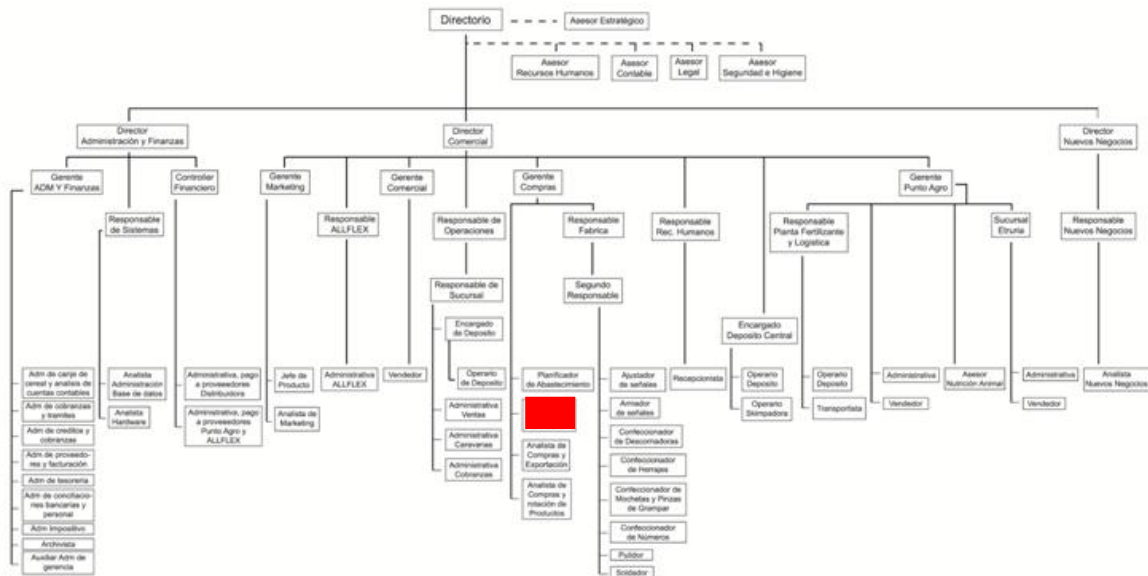 Directorio
Asesor Estratégico
Asesor
Recursos Humanos
Asesor
Contable
Asesor
Legal
Asesor
Seguridad e Higiene
Director
Administración y Finanzas
Director
Comercial
Director
Nuevos Negocios
Gerente
ADM Y Finanzas
Controller
Financiero
Gerente
Marketing
Gerente
Comercial
Gerente
Compras
Gerente
Punto Agro
Responsable
de Sistemas
Responsable
ALLFLEX
Responsable de
Operaciones
Responsable
Fabrica
Responsable
Rec. Humanos
Responsable
Planta Fertilizante
y Logistica
Sucursal
Etruria
Responsable
Nuevos Negocios
Responsable de
Sucursal
Segundo
Responsable
Encargado
de Deposito
Encargado
Deposito Central
Adm de canje de
cereal y analisis de
cuentas contables
Adm de cobranzas
y tramites
Adm de creditos y
cobranzas
Adm de proveedo-
res y facturación
Adm de tesoreria
Adm de conciliacio-
nes bancarias y
personal
Adm Impositivo
Archivista
Auxiliar Adm de
gerencia
Analista
Administración
Base de datos
Analista
Hardware
Administrativa, pago
a proveseedores
Distribuidora
Administrativa, pago
a proveedores
Punto Agro y
ALLFLEX
Jefe de
Producto
Analista de
Marketing
Administrativa
ALLFLEX
Vendedor
Operario
de Deposito
Administrativa
Ventas
Administrativa
Caravanas
Administrativa
Cobranzas
Planificador
de Abastecimiento
Analista de
Compras y
Exportación
Analista de
Compras y
rotación de
Productos
Ajustador
de señales
Armador
de señales
Confeccionador
de Descornadoras
Confeccionador
de Herrajes
Confeccionador de
Mochetas y Pinzas
de Grampar
Confeccionador
de Números
Pulidor
Soldador
Recepcionista
Operario
Deposito
Operario
Skimpadora
Operario
Deposito
Transportista
Administrativa
Vendedor
Asesor
Nutrición Animal
Administrativa
Vendedor
Analista
Nuevos Negocios